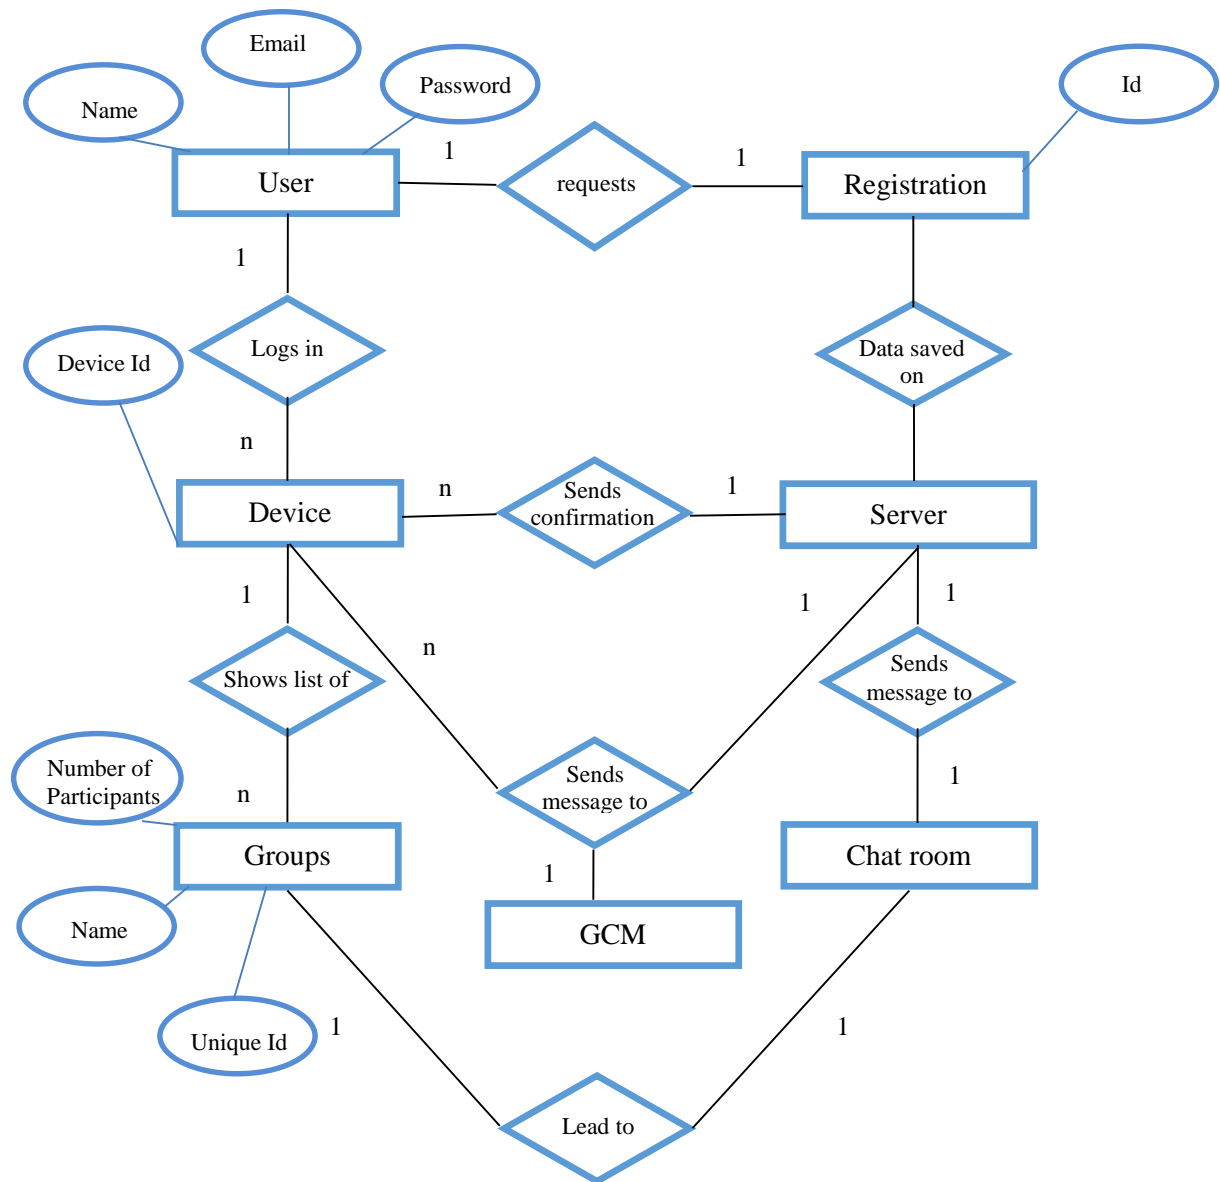 Email
Name
Password
Id
1
1
User
requests
Registration
1
Logs in
Data saved
on
Device Id
n
n
1
Device
Sends
confirmation
Server
1
1
1
n
Shows list of
Sends
message to
Number of
Participants
n
Sends
message to
1
Groups
1
Chat room
Name
GCM
Unique Id
1
1
Lead to